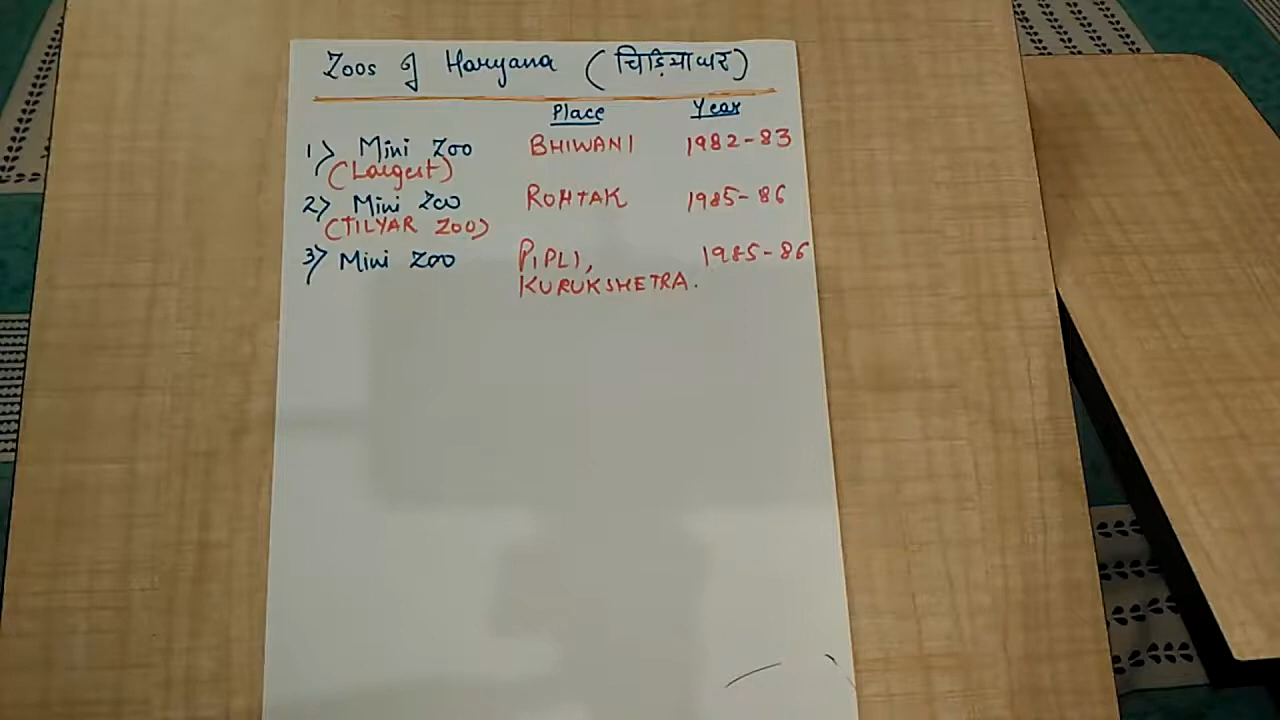 Zoos of Haryana (चिड़ियाघर)
Place Year
1) Mini Zoo BHIWANI 1982-83
(Largest)
2) Mini Zoo ROHTAK 1985-86
(TILYAR ZOO)
3) Mini Zoo PIPLI, 1985-86
KURUKSHETRA.